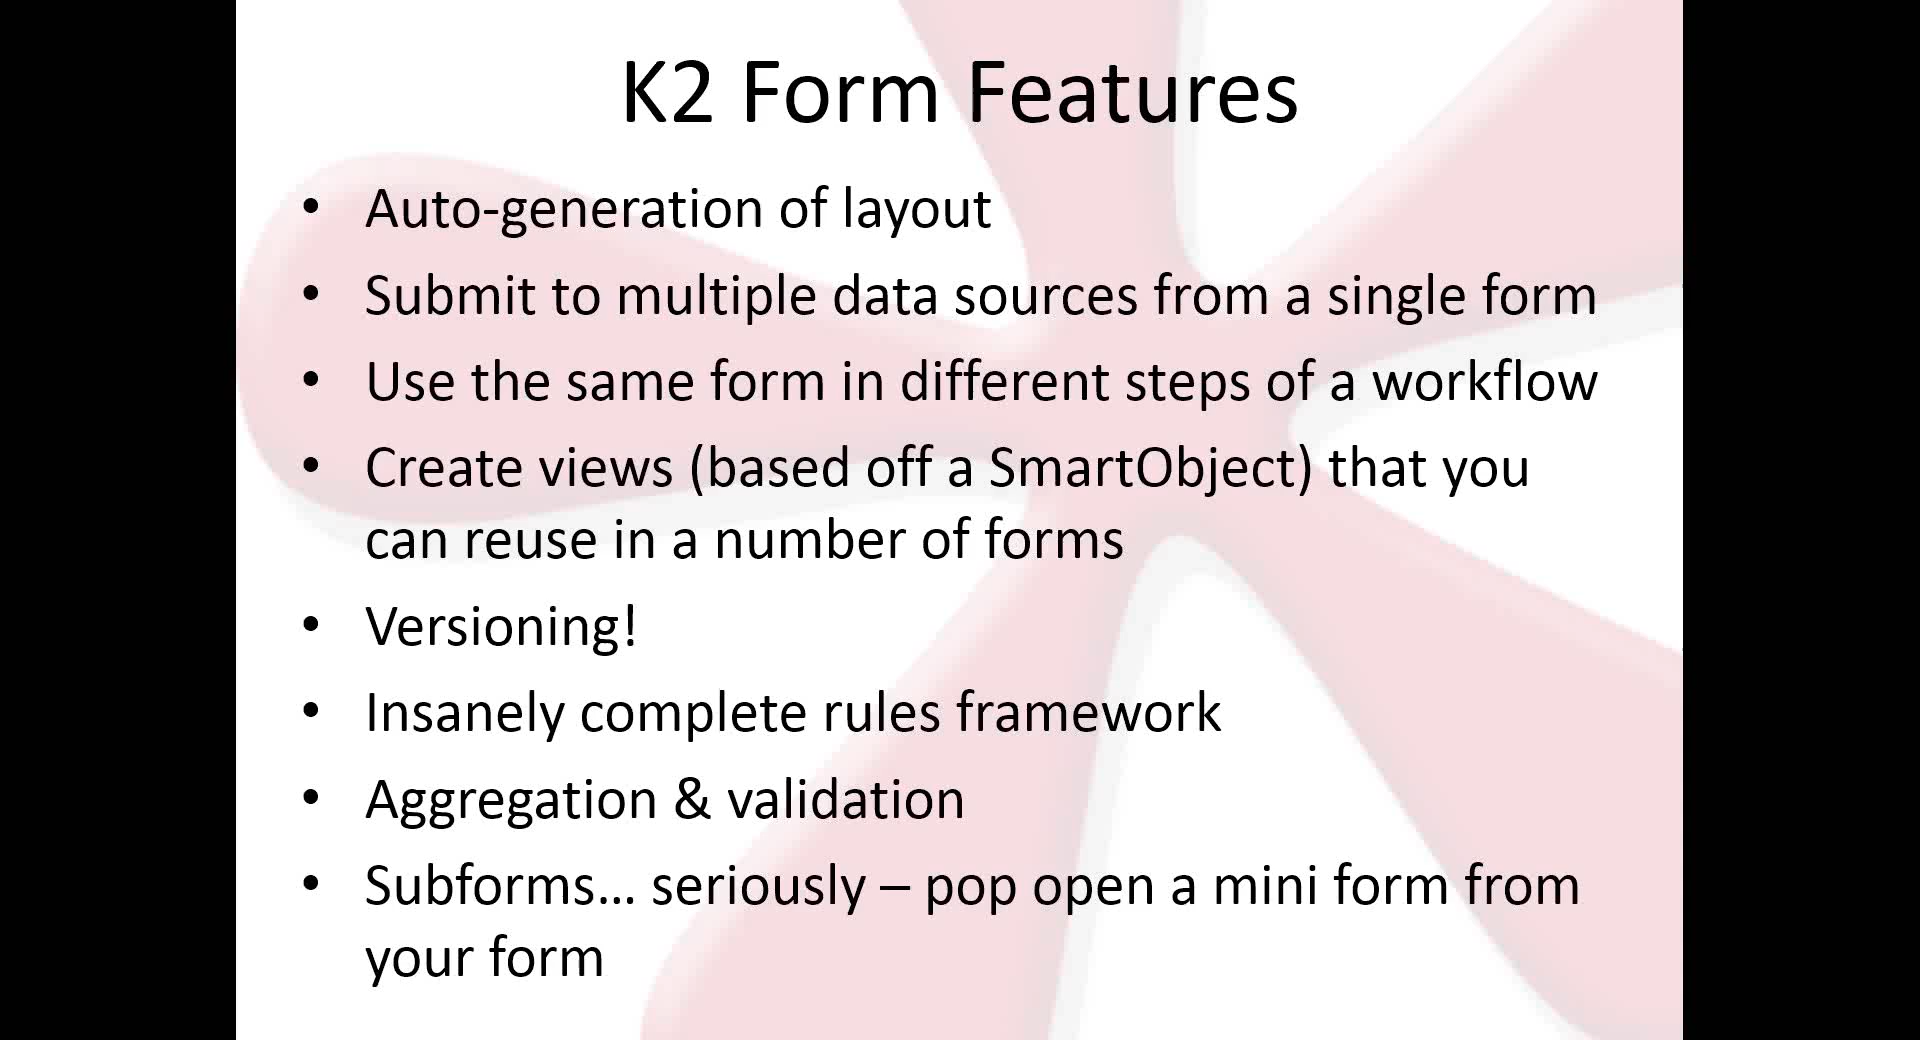 K2 Form Features
• Auto-generation of layout
• Submit to multiple data sources from a single form
• Use the same form in different steps of a workflow
• Create views (based off a SmartObject) that you
can reuse in a number of forms
• Versioning!
• Insanely complete rules framework
• Aggregation & validation
• Subforms... seriously – pop open a mini form from
your form